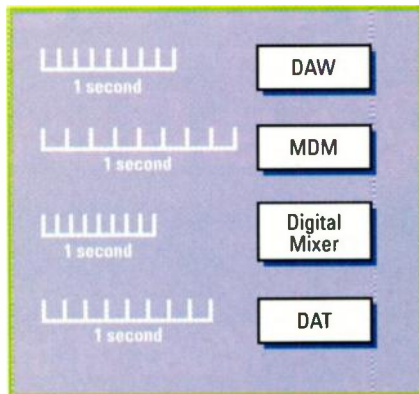 1 second
DAW
1 second
MDM
1 second
Digital
Mixer
1 second
DAT